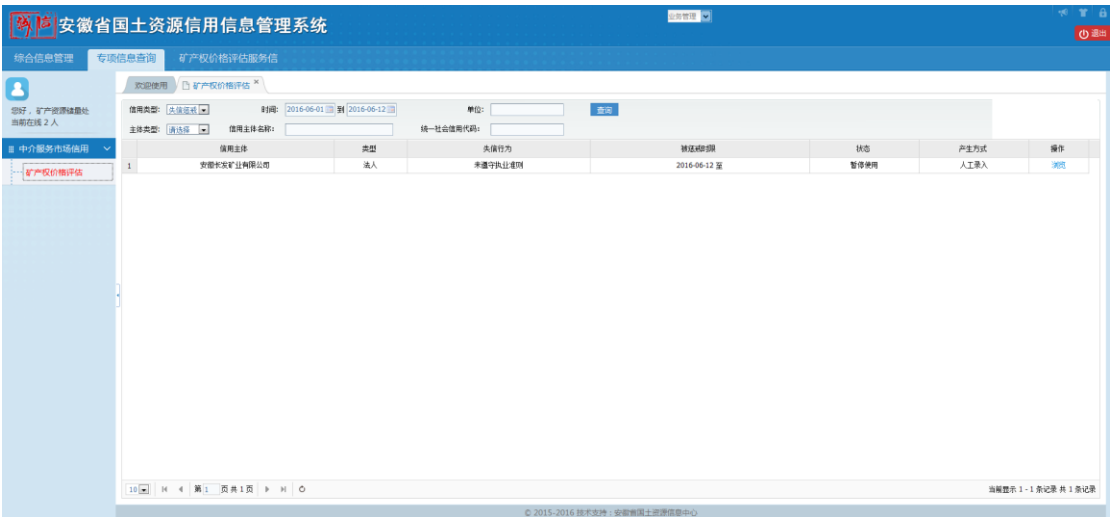 诚信 安徽省国土资源信用信息管理系统
业务管理
退出
综合信息管理 专项信息查询 矿产权价格评估服务信
欢迎使用 矿产权价格评估 ×
您好，矿产资源储量处
当前在线 2 人
信用类型: 失信惩戒 时间: 2016-06-01 到 2016-06-12 单位: 查询
主体类型: 请选择 信用主体名称: 统一社会信用代码:
中介服务市场信用
矿产权价格评估
信用主体 类型 失信行为 被惩戒时限 状态 产生方式 操作
1 安徽长友矿业有限公司 法人 未遵守执业准则 2016-06-12 至 暂停使用 人工录入 浏览
10 第 1 页 共 1 页 当前显示 1 - 1 条记录 共 1 条记录
© 2015-2016 技术支持：安徽省国土资源信息中心